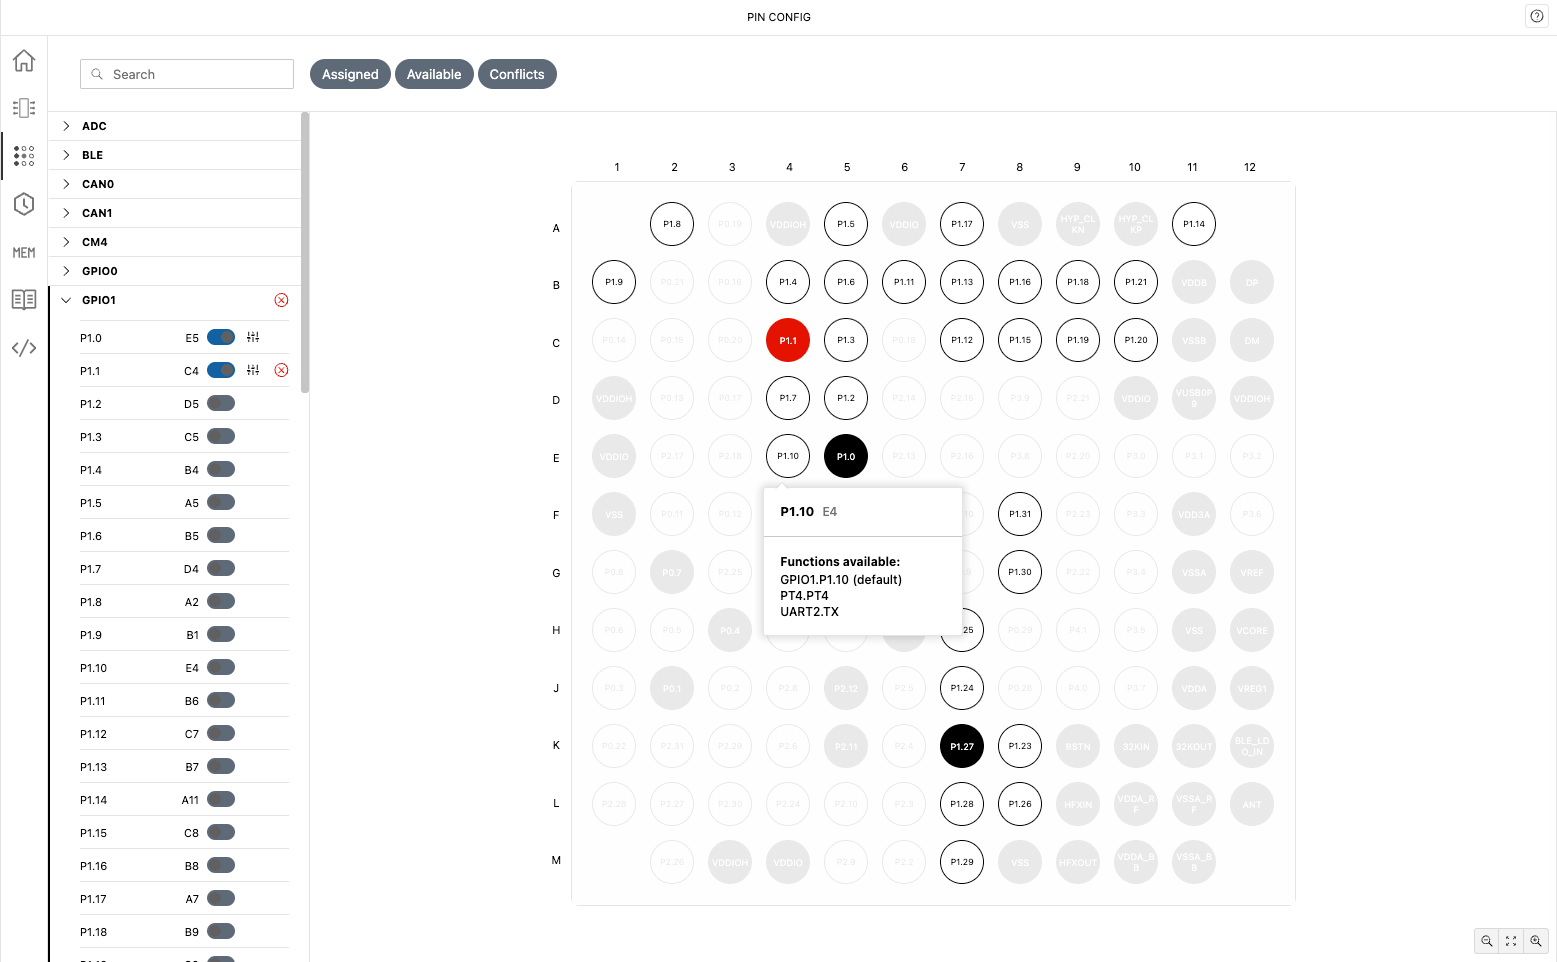 PIN CONFIG
Search
Assigned
Available
Conflicts
MEM
ADC
BLE
CAN0
CAN1
CM4
GPIO0
GPIO1
P1.0 E5
P1.1 C4
P1.2 D5
P1.3 C5
P1.4 B4
P1.5 A5
P1.6 B5
P1.7 D4
P1.8 A2
P1.9 B1
P1.10 E4
P1.11 B6
P1.12 C7
P1.13 B7
P1.14 A11
P1.15 C8
P1.16 B8
P1.17 A7
P1.18 B9
1 2 3 4 5 6 7 8 9 10 11 12
A P1.8 P0.19 VDDIOH P1.5 VDDIO P1.17 VSS HYP_CLKN HYP_CLKP P1.14
B P1.9 P0.21 P0.16 P1.4 P1.6 P1.11 P1.13 P1.16 P1.18 P1.21 VDDB DP
C P0.14 P0.20 P1.1 P1.3 P0.18 P1.12 P1.15 P1.19 P1.20 VSSB DM
D VDDIOH P0.13 P0.17 P1.7 P1.2 P2.14 P2.15 P3.9 P2.21 VDDIO VUSB0P9 VDDIOH
E VDDIO P2.17 P2.18 P1.10 P1.0 P2.13 P2.16 P3.8 P2.20 P3.0 P3.1 P3.2
F VSS P0.11 P0.12 P1.31 P2.23 P3.3 VDD3A P3.6
G P0.7 P2.25 P1.30 P2.22 P3.4 VSSA VREF
H P0.6 P0.5 P0.4 .25 P0.29 P4.1 P3.5 VSS VCORE
J P0.3 P0.1 P0.2 P2.8 P2.12 P2.5 P1.24 P0.28 P4.0 P3.7 VDDA VREG1
K P0.22 P2.31 P2.29 P2.6 P2.11 P2.4 P1.27 P1.23 RSTN 32KIN 32KOUT BLE_LDO_IN
L P2.28 P2.27 P2.30 P2.24 P2.10 P2.3 P1.28 P1.26 HFXIN VDDA_RF VSSA_RF ANT
M P2.26 VDDIOH VDDIO P2.9 P2.2 P1.29 VSS HFXOUT VDDA_BB VSSA_BB
P1.10 E4
Functions available:
GPIO1.P1.10 (default)
PT4.PT4
UART2.TX